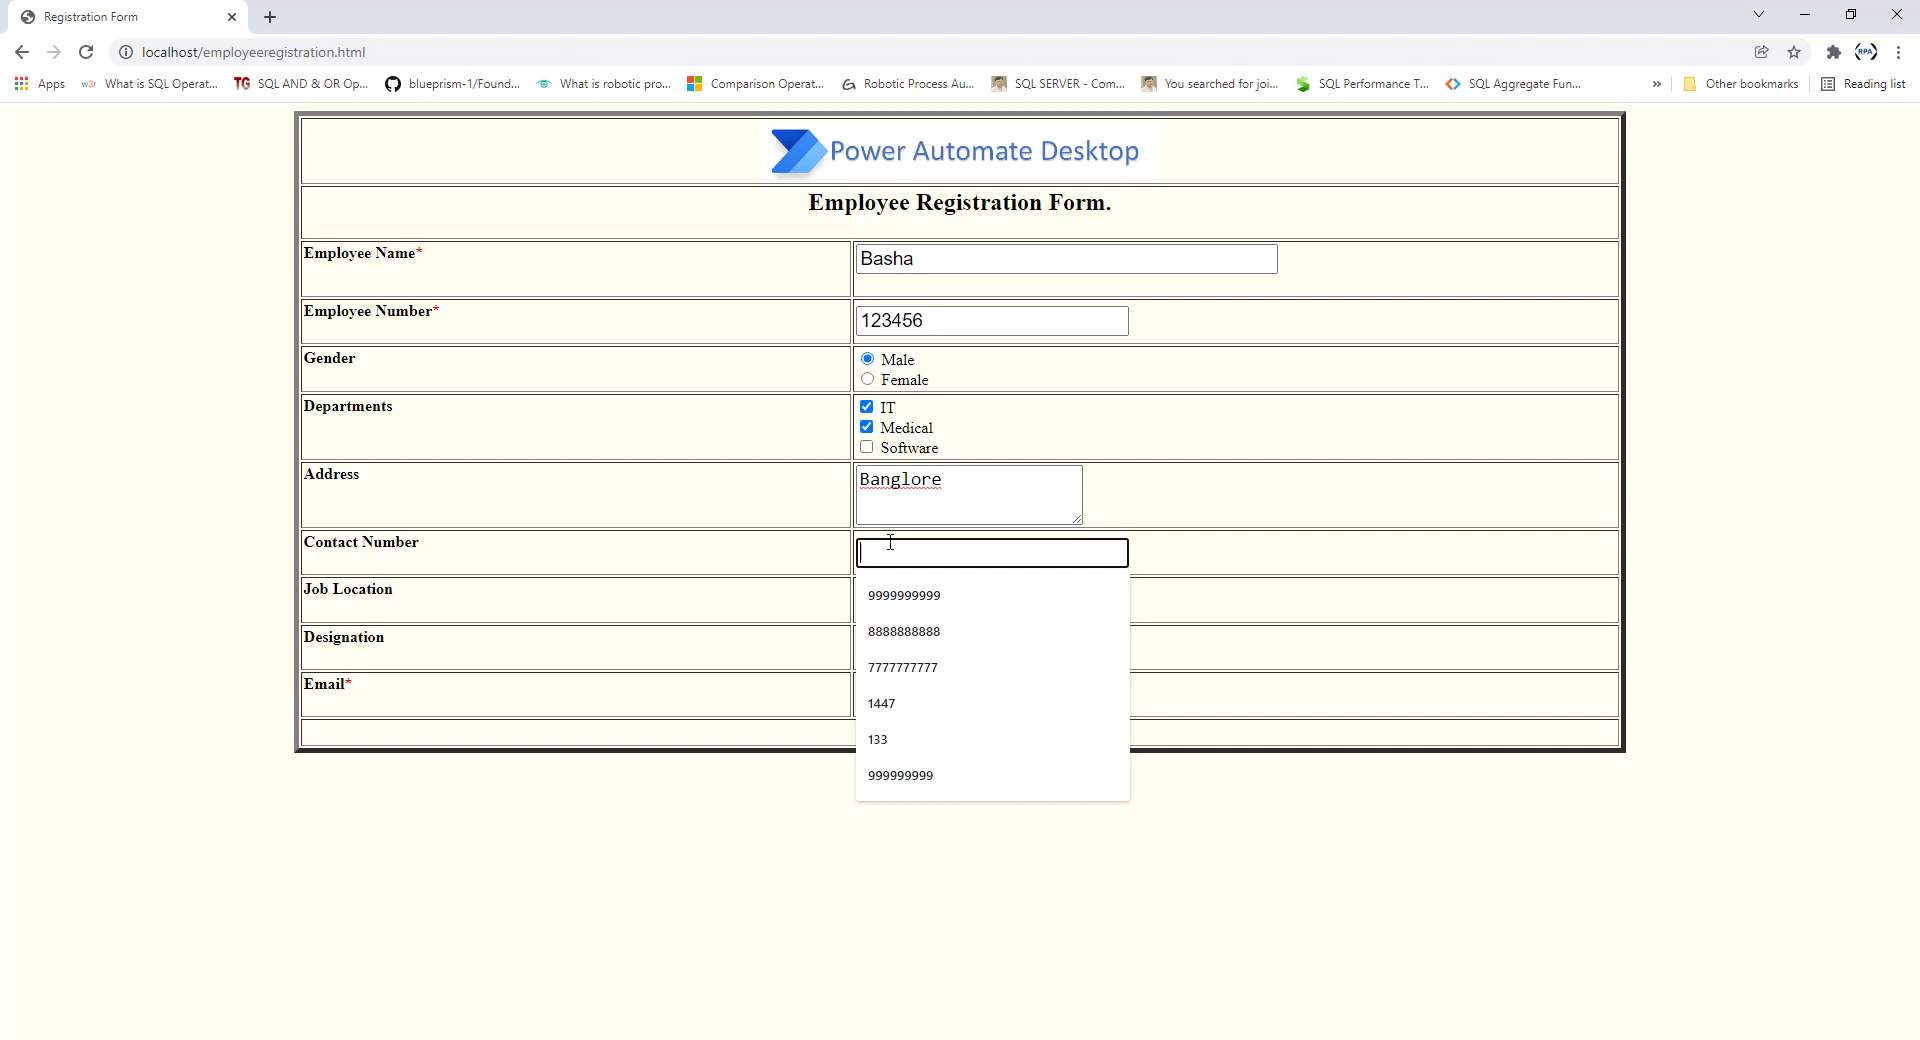 Registration Form
localhost/employeeregistration.html
RPA
Apps
w3r What is SQL Operat...
TG SQL AND & OR Op...
blueprism-1/Found...
What is robotic pro...
Comparison Operat...
Robotic Process Au...
SQL SERVER - Com...
You searched for joi...
SQL Performance T...
SQL Aggregate Fun...
»
Other bookmarks
Reading list
Power Automate Desktop
Employee Registration Form.
Employee Name*
Basha
Employee Number*
123456
Gender
Male
Female
Departments
IT
Medical
Software
Address
Banglore
Contact Number
9999999999
8888888888
7777777777
1447
133
999999999
Job Location
Designation
Email*